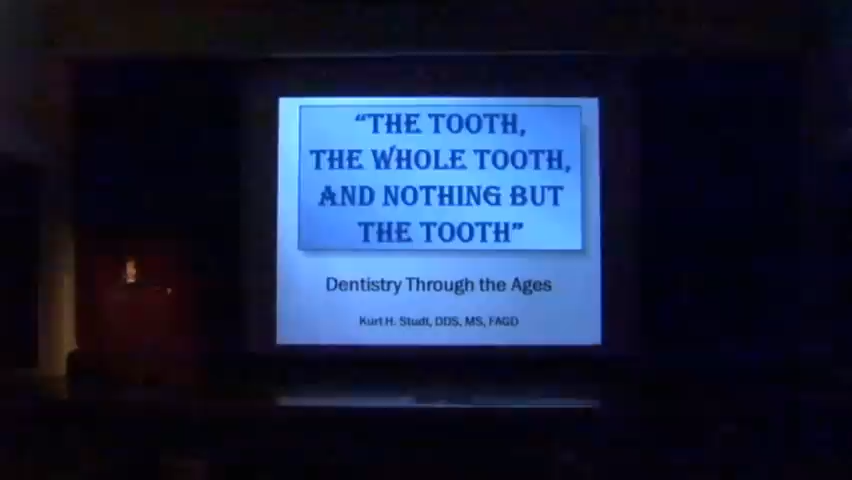 “THE TOOTH,
THE WHOLE TOOTH,
AND NOTHING BUT
THE TOOTH”
Dentistry Through the Ages
Kurt H. Studt, DDS, MS, FAGD